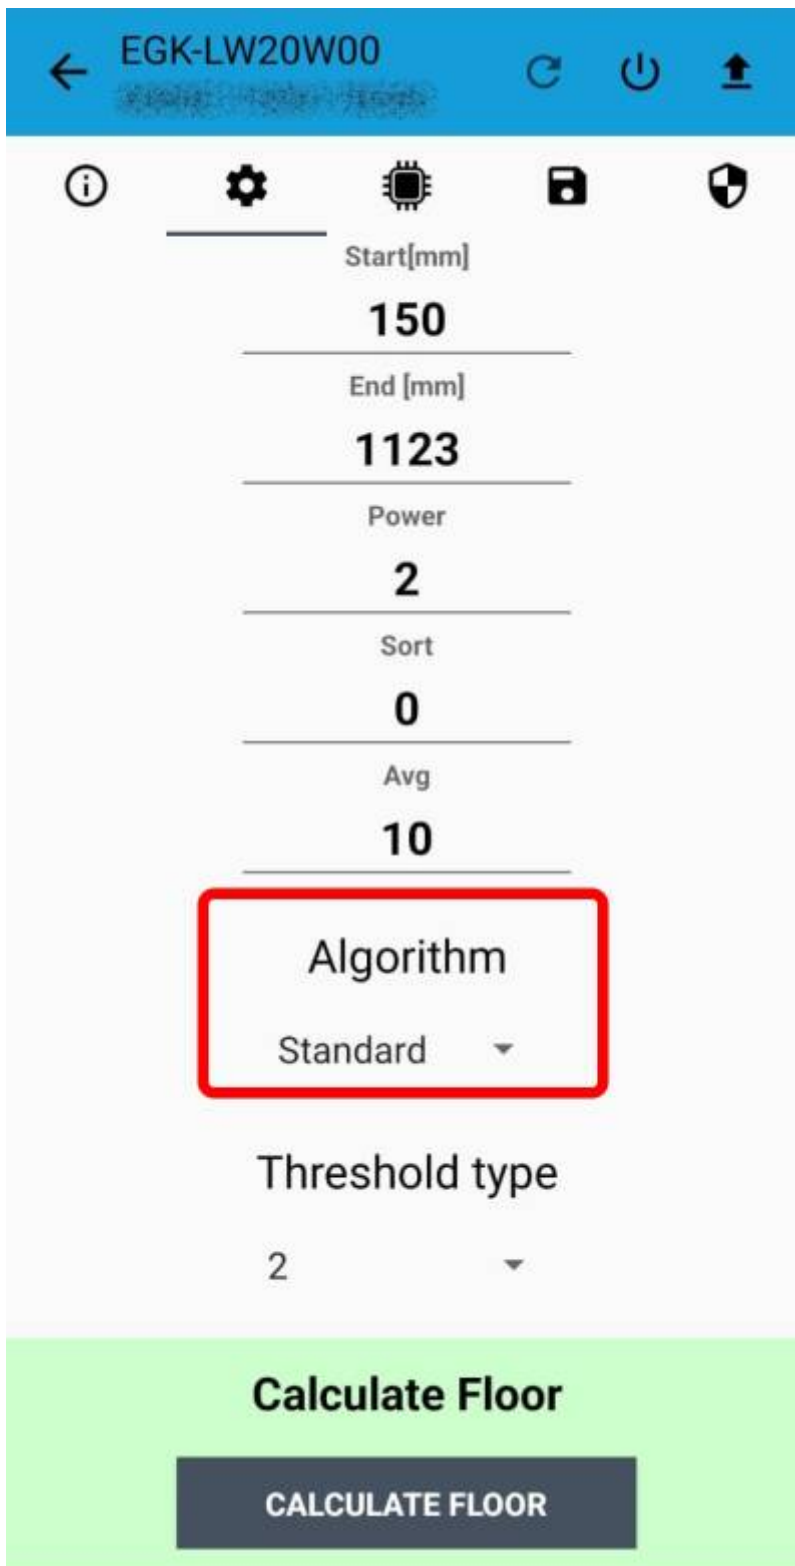 EGK-LW20W00
Start[mm]
150
End [mm]
1123
Power
2
Sort
0
Avg
10
Algorithm
Standard
Threshold type
2
Calculate Floor
CALCULATE FLOOR